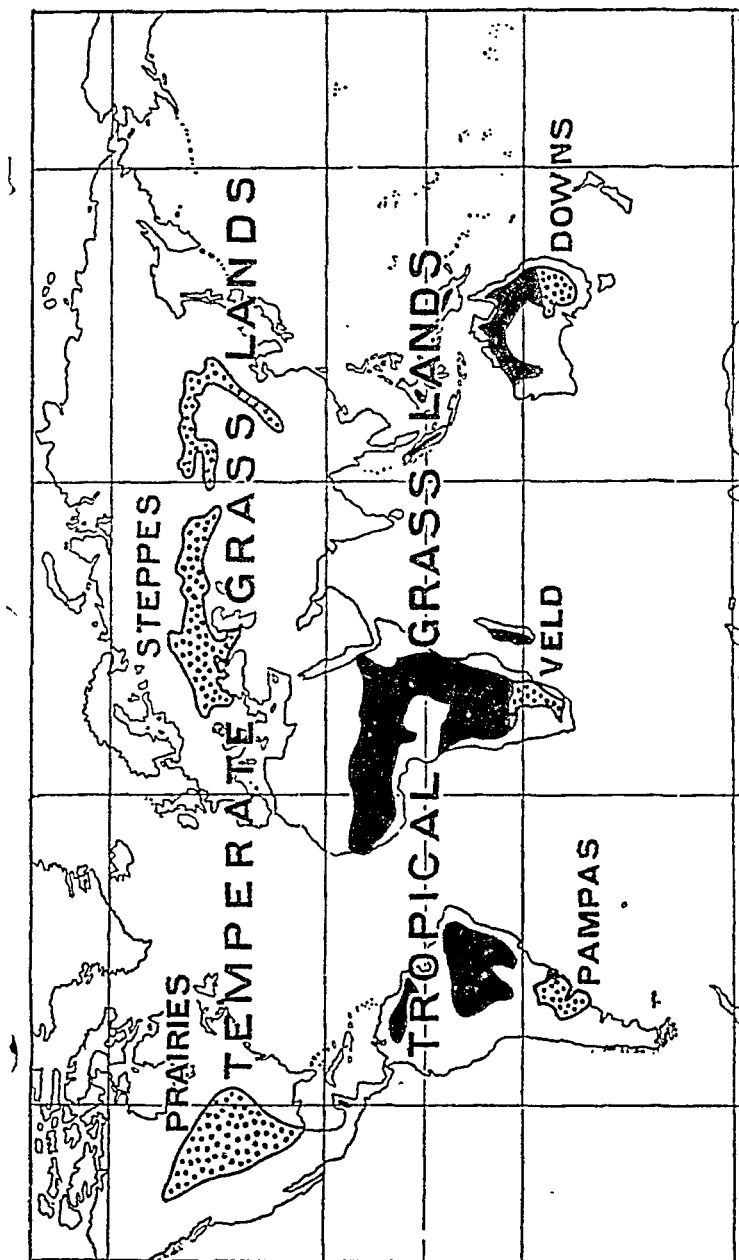 STEPPES
PRAIRIES
TEMPERATE GRASS LANDS
TROPICAL GRASS LANDS
PAMPAS
VELD
DOWNS